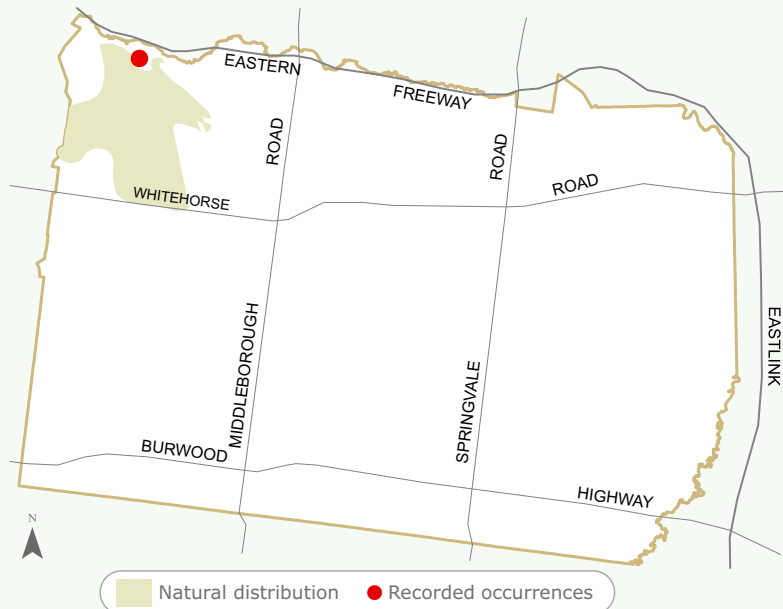 EASTERN
FREEWAY
ROAD
ROAD
WHITEHORSE
ROAD
MIDDLEBOROUGH
SPRINGVALE
EASTLINK
BURWOOD
HIGHWAY
N
Natural distribution
Recorded occurrences